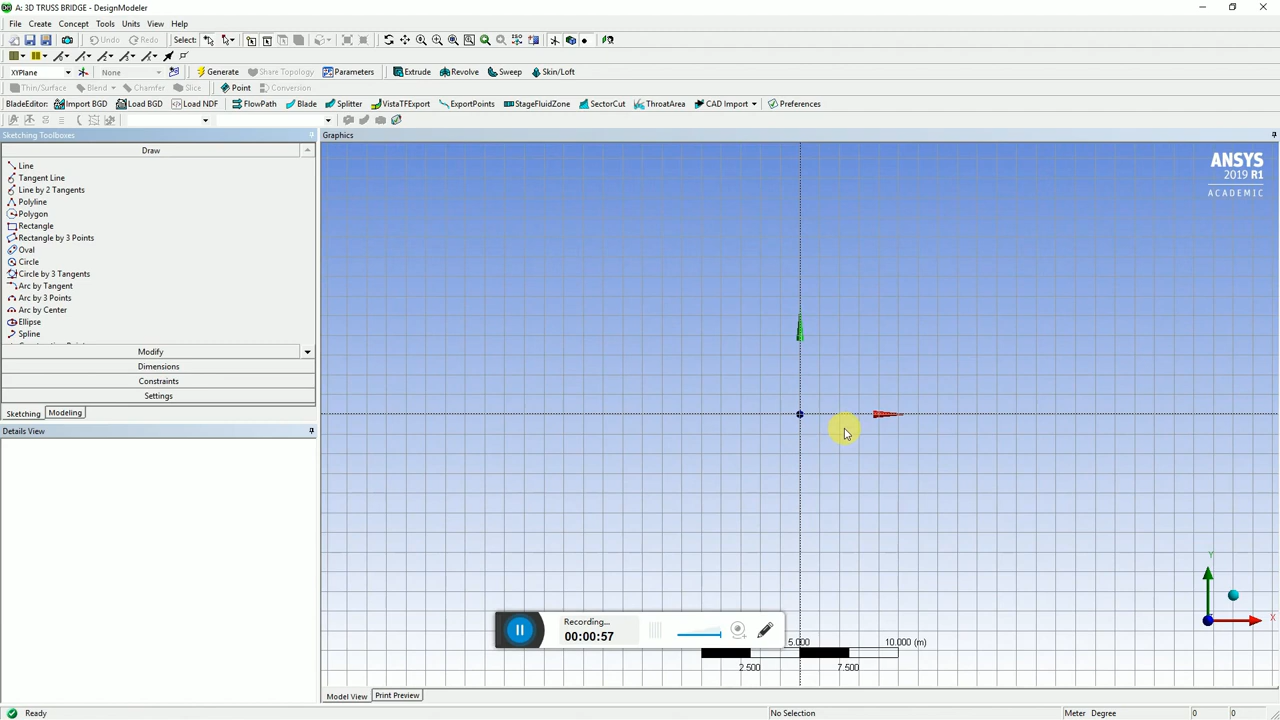 A: 3D TRUSS BRIDGE - DesignModeler
File Create Concept Tools Units View Help
Undo Redo Select:
XYPlane None Generate Share Topology Parameters Extrude Revolve Sweep Skin/Loft
Thin/Surface Blend Chamfer Slice Point Conversion
BladeEditor: Import BGD Load BGD Load NDF FlowPath Blade Splitter VistaTFExport ExportPoints StageFluidZone SectorCut ThroatArea CAD Import Preferences
Sketching Toolboxes
Graphics
Draw
Line
Tangent Line
Line by 2 Tangents
Polyline
Polygon
Rectangle
Rectangle by 3 Points
Oval
Circle
Circle by 3 Tangents
Arc by Tangent
Arc by 3 Points
Arc by Center
Ellipse
Spline
Modify
Dimensions
Constraints
Settings
Sketching Modeling
Details View
ANSYS
2019 R1
ACADEMIC
Y
X
Recording...
00:00:57
5.000 10.000 (m)
2.500 7.500
Model View Print Preview
Ready No Selection Meter Degree 0 0